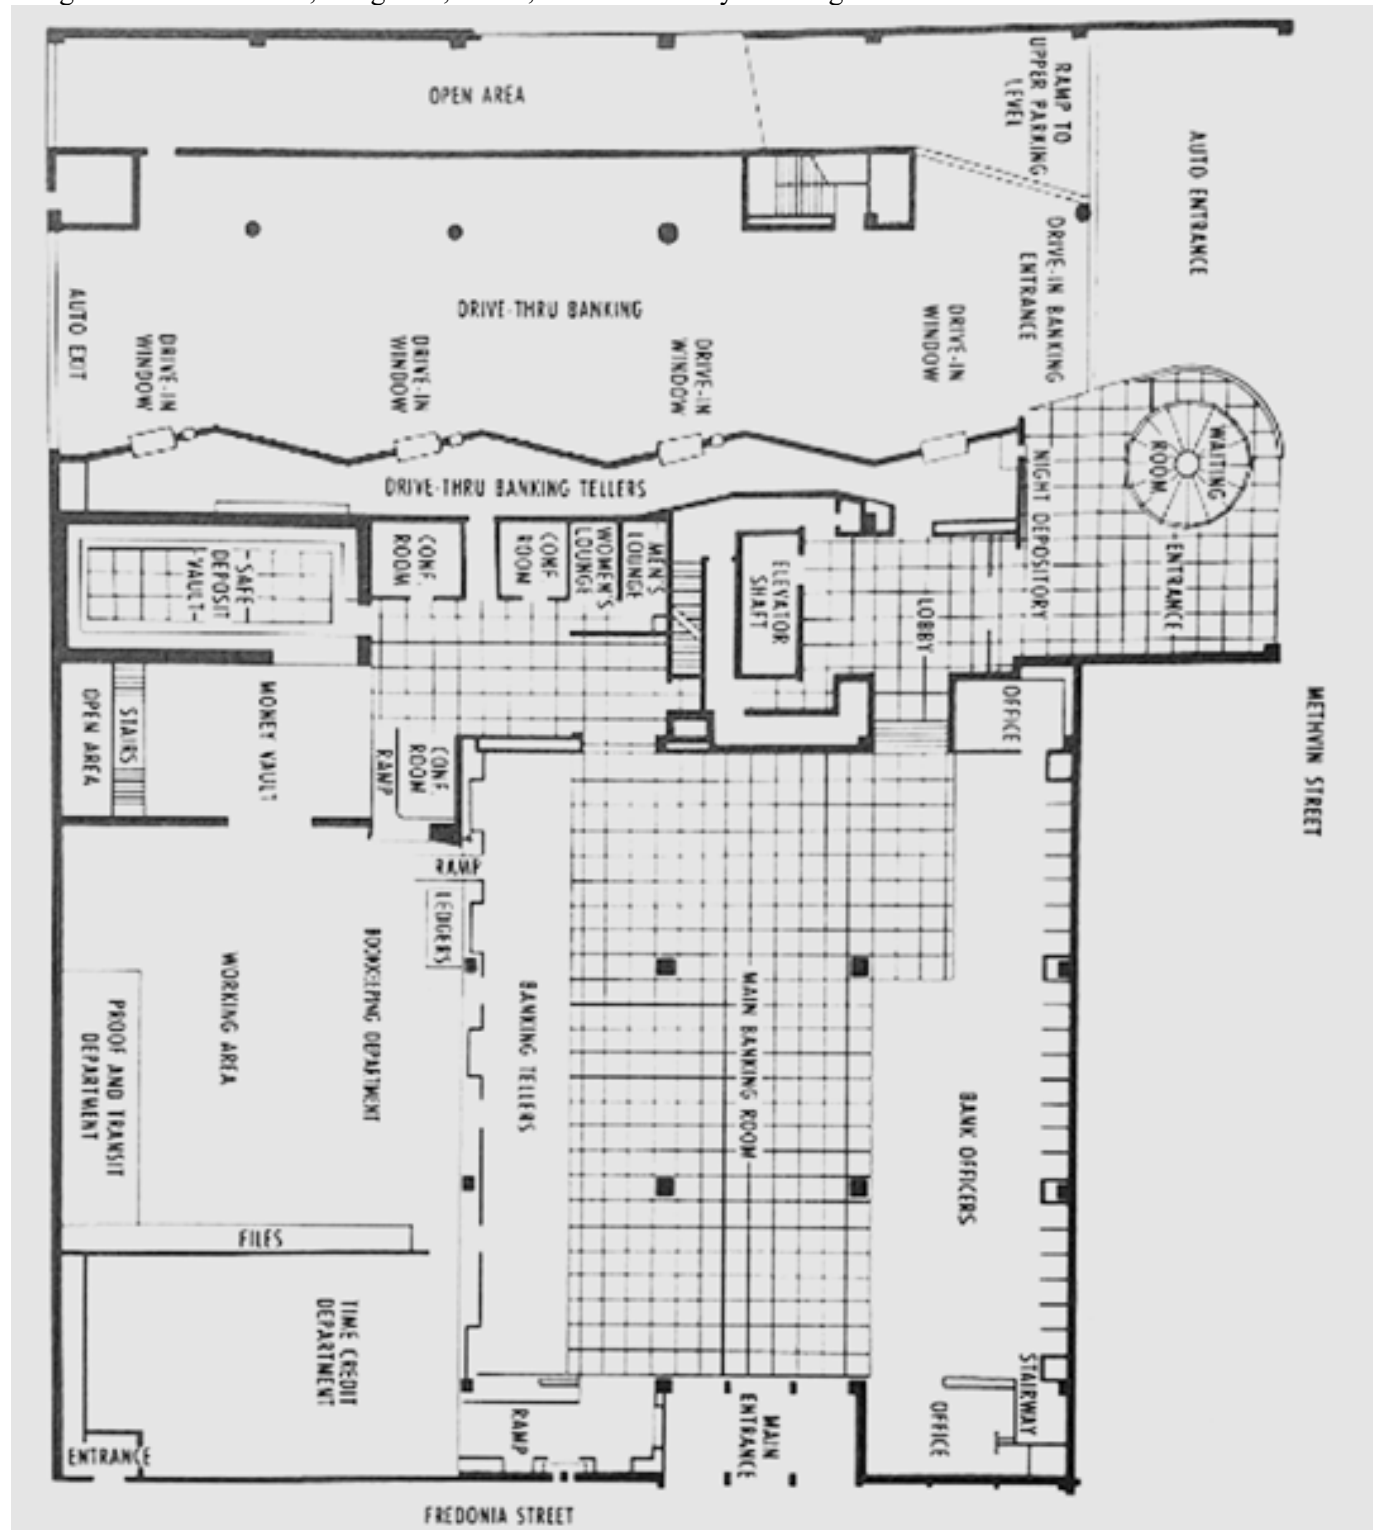 OPEN AREA
RAMP TO
UPPER PARKING
LEVEL
AUTO ENTRANCE
DRIVE-IN BANKING
ENTRANCE
DRIVE-THRU BANKING
AUTO EXIT
DRIVE-IN
WINDOW
DRIVE-IN
WINDOW
DRIVE-IN
WINDOW
DRIVE-IN
WINDOW
WAITING
ROOM
NIGHT DEPOSITORY
ENTRANCE
DRIVE-THRU BANKING TELLERS
SAFE
DEPOSIT
VAULT
CONF.
ROOM
CONF.
ROOM
WOMEN'S
LOUNGE
MEN'S
LOUNGE
ELEVATOR
SHAFT
LOBBY
OFFICE
METHVIN STREET
OPEN AREA
STAIRS
MONEY VAULT
RAMP
CONF.
ROOM
RAMP
LEDGERS
BOOKKEEPING DEPARTMENT
WORKING AREA
PROOF AND TRANSIT
DEPARTMENT
BANKING TELLERS
MAIN BANKING ROOM
BANK OFFICERS
FILES
TIME CREDIT
DEPARTMENT
ENTRANCE
RAMP
MAIN
ENTRANCE
OFFICE
STAIRWAY
FREDONIA STREET